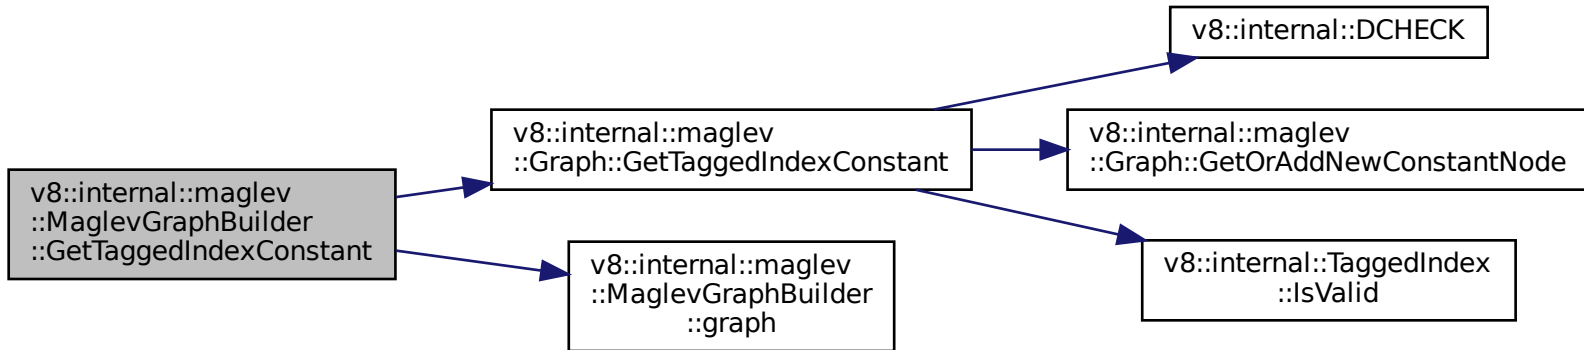 v8::internal::maglev
::MaglevGraphBuilder
::GetTaggedIndexConstant
v8::internal::maglev
::Graph::GetTaggedIndexConstant
v8::internal::DCHECK
v8::internal::maglev
::Graph::GetOrAddNewConstantNode
v8::internal::TaggedIndex
::IsValid
v8::internal::maglev
::MaglevGraphBuilder
::graph